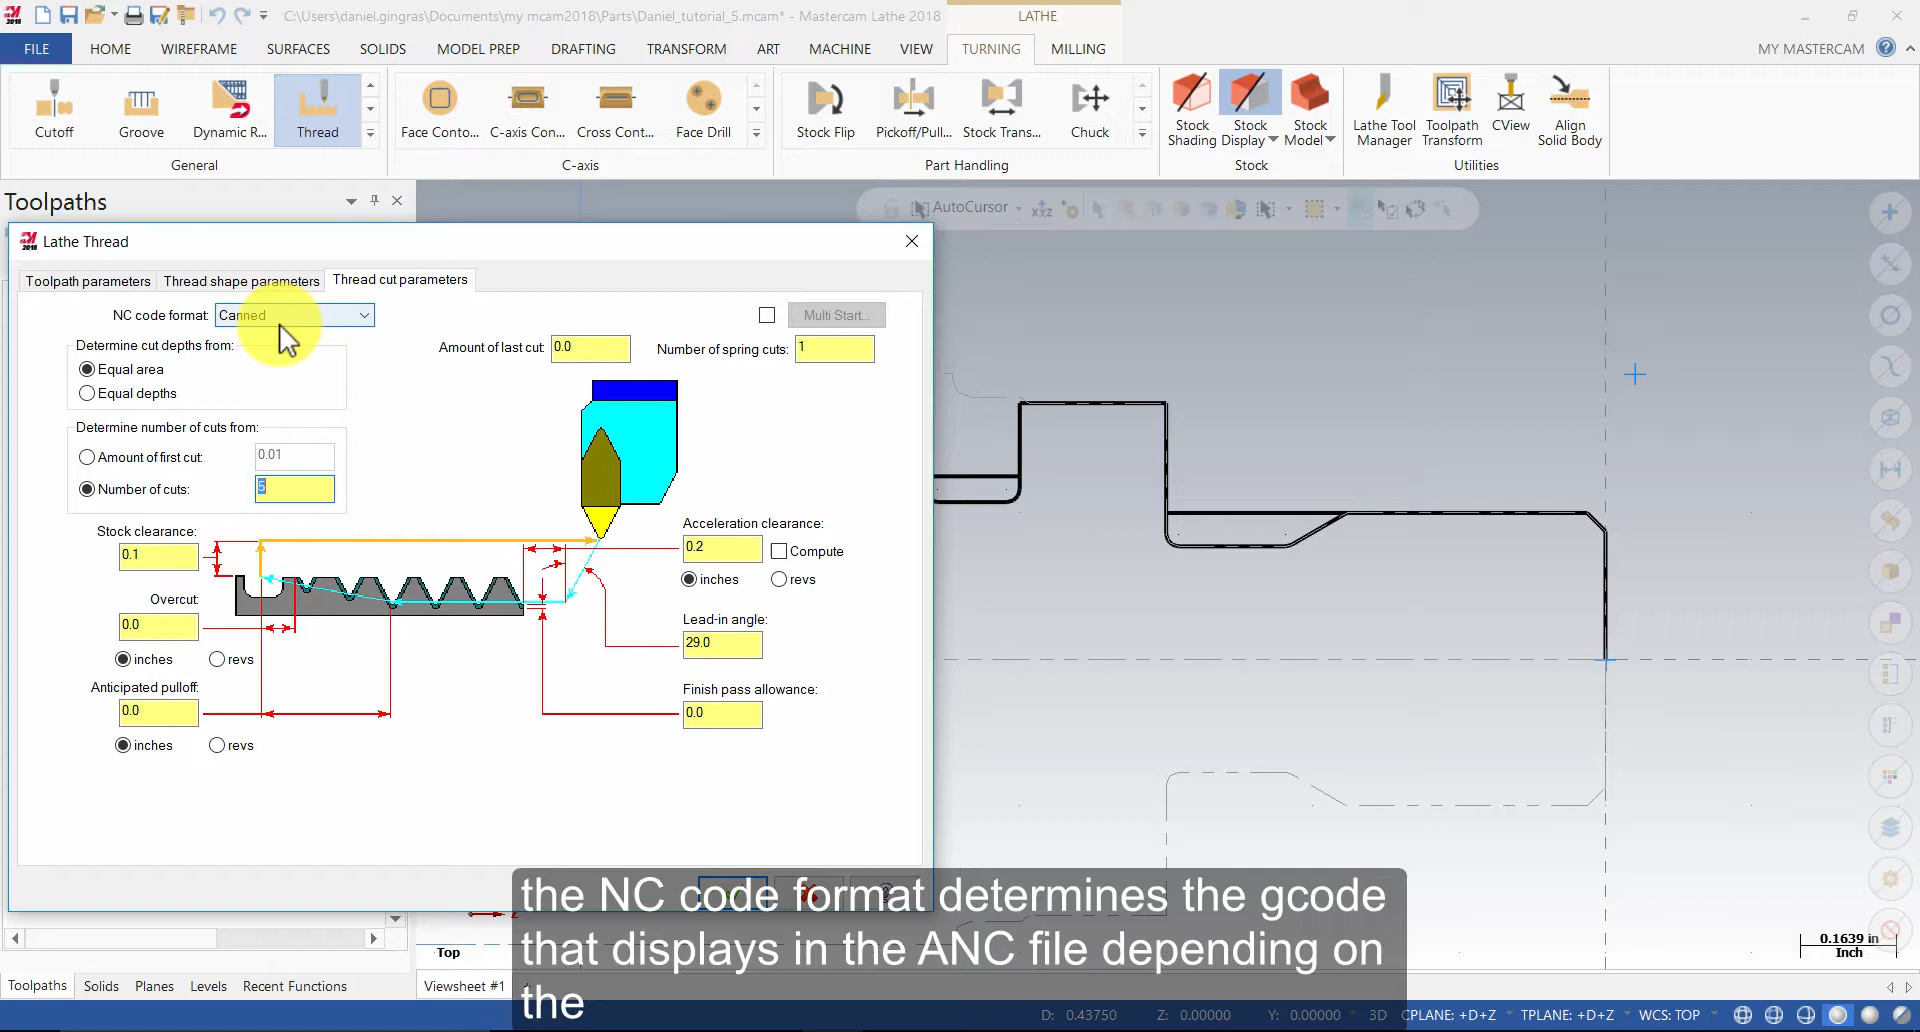 C:\Users\daniel.gingras\Documents\my mcam2018\Parts\Daniel_tutorial_5.mcam* - Mastercam Lathe 2018
LATHE
FILE HOME WIREFRAME SURFACES SOLIDS MODEL PREP DRAFTING TRANSFORM ART MACHINE VIEW TURNING MILLING MY MASTERCAM
Cutoff Groove Dynamic R... Thread Face Conto... C-axis Con... Cross Cont... Face Drill Stock Flip Pickoff/Pull... Stock Trans... Chuck
Stock Shading Stock Display Stock Model Lathe Tool Manager Toolpath Transform CView Align Solid Body
General C-axis Part Handling Stock Utilities
Toolpaths
AutoCursor
Lathe Thread
Toolpath parameters Thread shape parameters Thread cut parameters
NC code format: Canned
Multi Start...
Determine cut depths from:
Equal area
Equal depths
Amount of last cut: 0.0
Number of spring cuts: 1
Determine number of cuts from:
Amount of first cut: 0.01
Number of cuts: 5
Stock clearance:
0.1
Overcut:
0.0
inches revs
Anticipated pulloff:
0.0
inches revs
Acceleration clearance:
0.2 Compute
inches revs
Lead-in angle:
29.0
Finish pass allowance:
0.0
the NC code format determines the gcode
that displays in the ANC file depending on
the
Top
0.1639 in
Inch
Toolpaths Solids Planes Levels Recent Functions
Viewsheet #1
D: 0.43750 Z: 0.00000 Y: 0.00000 3D CPLANE: +D+Z TPLANE: +D+Z WCS: TOP